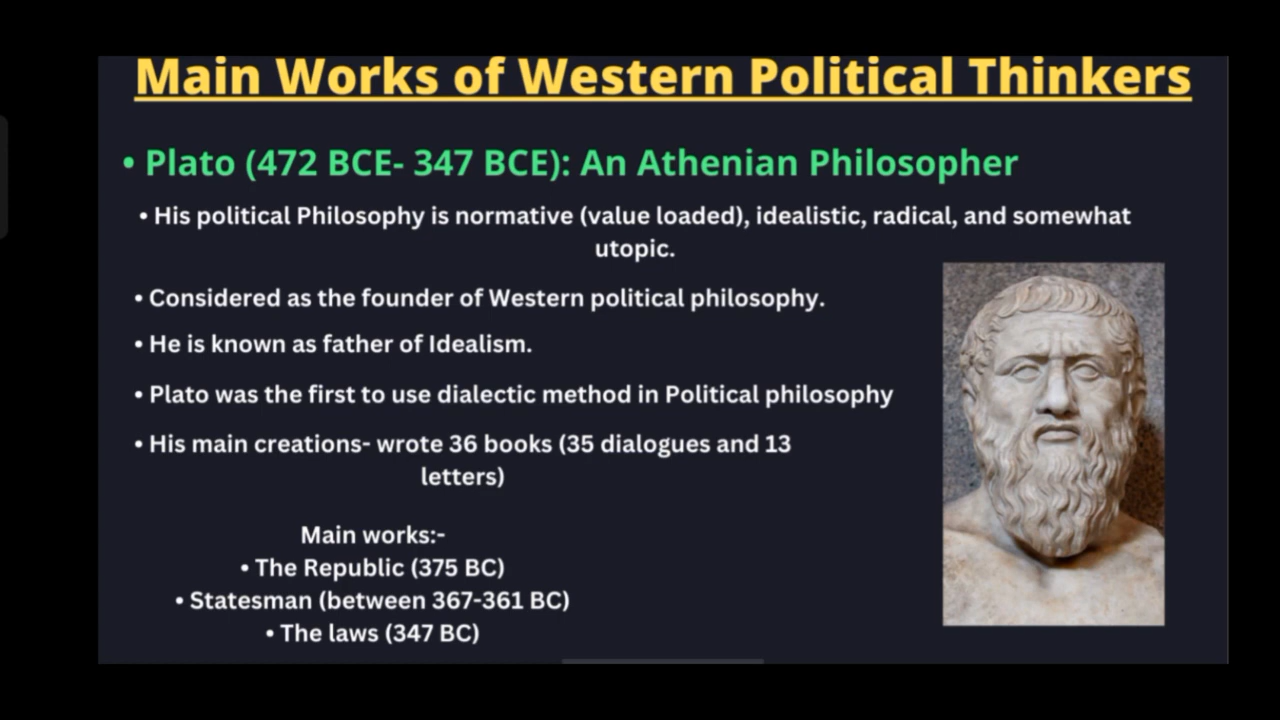 Main Works of Western Political Thinkers
• Plato (472 BCE- 347 BCE): An Athenian Philosopher
• His political Philosophy is normative (value loaded), idealistic, radical, and somewhat
utopic.
• Considered as the founder of Western political philosophy.
• He is known as father of Idealism.
• Plato was the first to use dialectic method in Political philosophy
• His main creations- wrote 36 books (35 dialogues and 13
letters)
Main works:-
• The Republic (375 BC)
• Statesman (between 367-361 BC)
• The laws (347 BC)